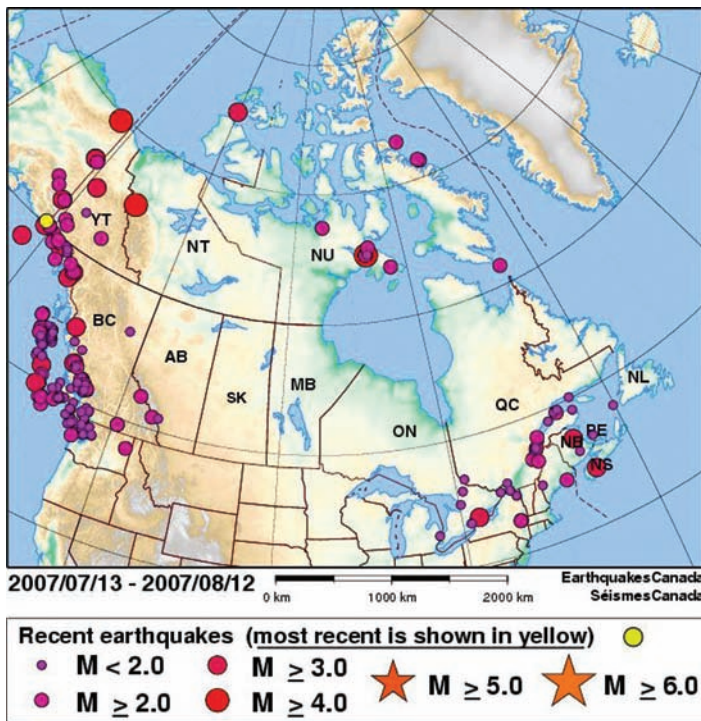 YT
NT
NU
BC
AB
SK
MB
ON
QC
NL
PE
NB
NS
2007/07/13 - 2007/08/12
0 km 1000 km 2000 km
EarthquakesCanada
SéismesCanada
Recent earthquakes (most recent is shown in yellow)
M < 2.0 M ≥ 3.0 M ≥ 5.0 M ≥ 6.0
M ≥ 2.0 M ≥ 4.0